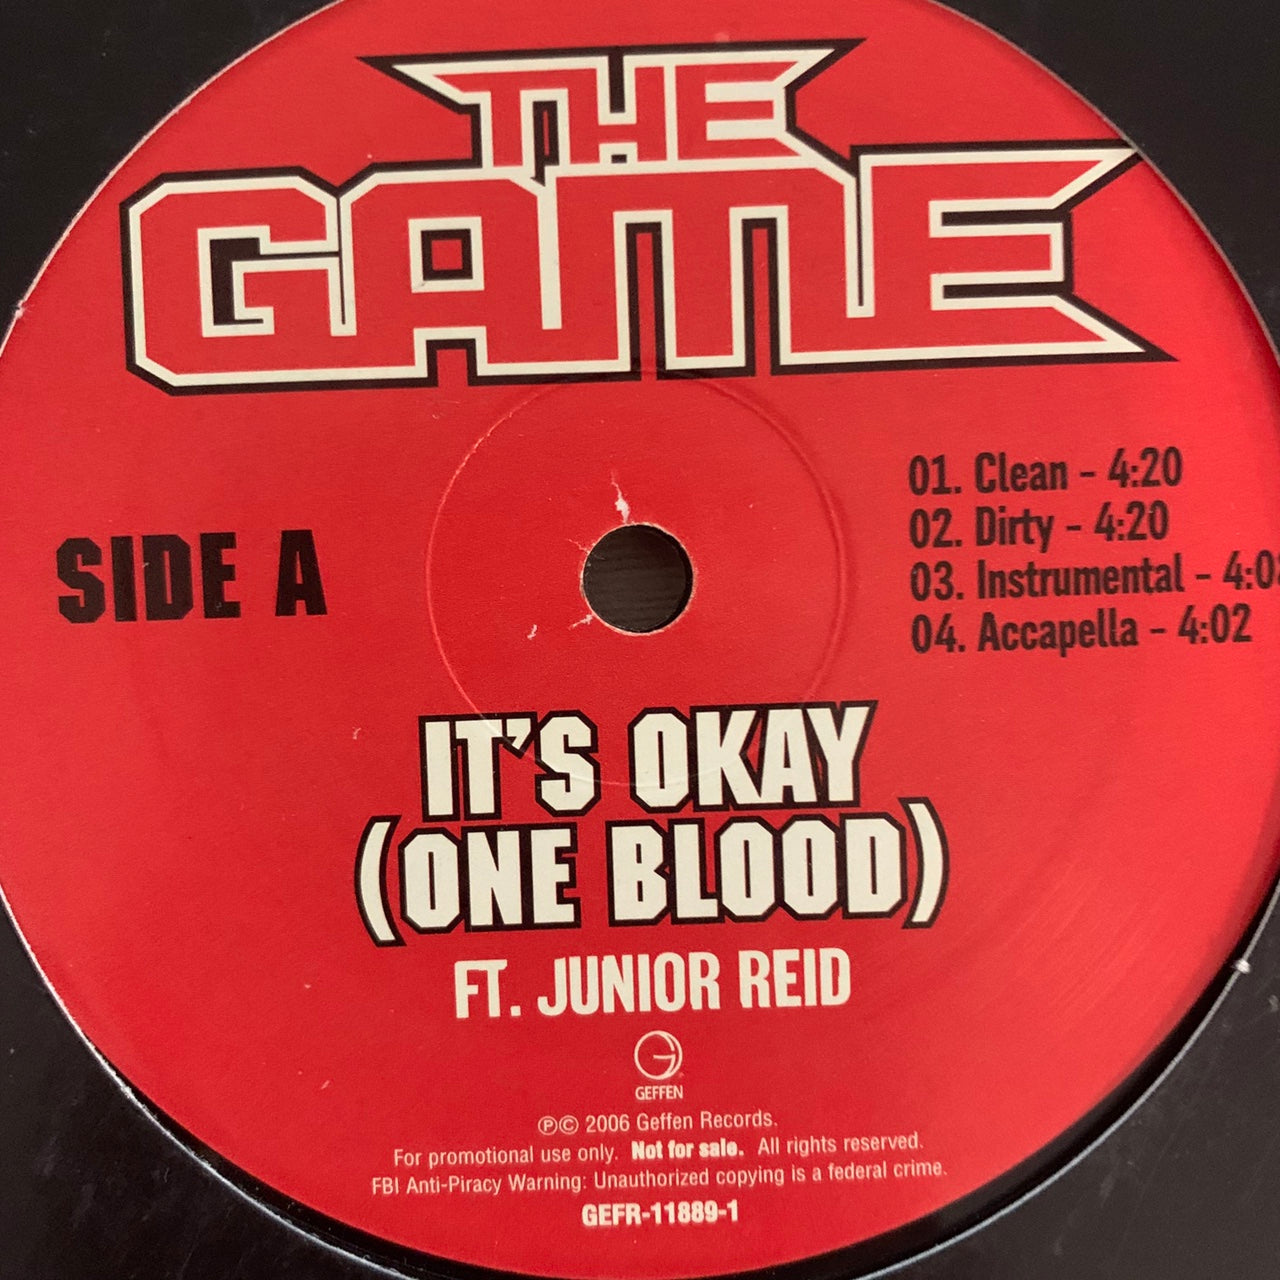 THE
GAME
SIDE A
01. Clean - 4:20
02. Dirty - 4:20
03. Instrumental -
04. Accapella - 4:02
IT'S OKAY
(ONE BLOOD)
FT. JUNIOR REID
GEFFEN
℗© 2006 Geffen Records.
For promotional use only. Not for sale. All rights reserved.
FBI Anti-Piracy Warning: Unauthorized copying is a federal crime.
GEFR-11889-1